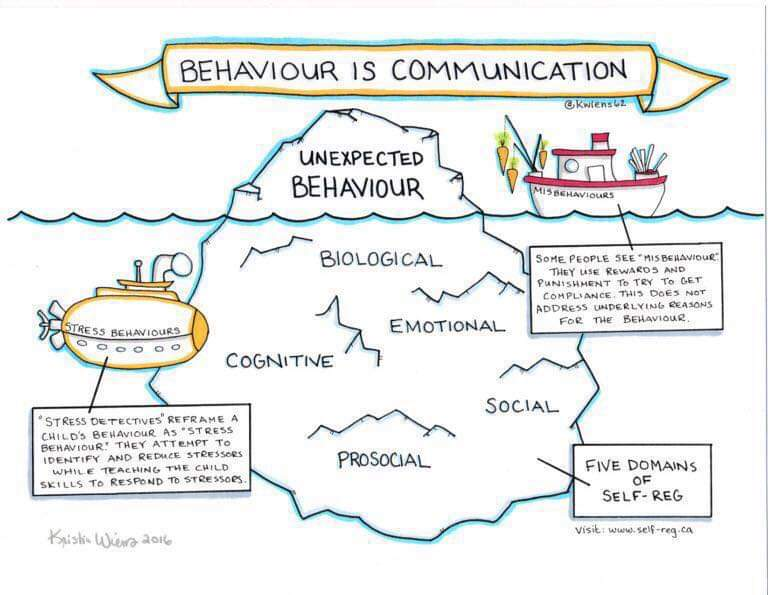 BEHAVIOUR IS COMMUNICATION
@kwiens62
UNEXPECTED
BEHAVIOUR
MISBEHAVIOURS
SOME PEOPLE SEE "MISBEHAVIOUR"
THEY USE REWARDS AND
PUNISHMENT TO TRY TO GET
COMPLIANCE. THIS DOES NOT
ADDRESS UNDERLYING REASONS
FOR THE BEHAVIOUR.
BIOLOGICAL
EMOTIONAL
COGNITIVE
SOCIAL
PROSOCIAL
STRESS BEHAVIOURS
"STRESS DETECTIVES" REFRAME A
CHILD'S BEHAVIOUR AS "STRESS
BEHAVIOUR." THEY ATTEMPT TO
IDENTIFY AND REDUCE STRESSORS
WHILE TEACHING THE CHILD
SKILLS TO RESPOND TO STRESSORS.
FIVE DOMAINS
OF
SELF-REG
Visit: www.self-reg.ca
Kristin Wiens 2016